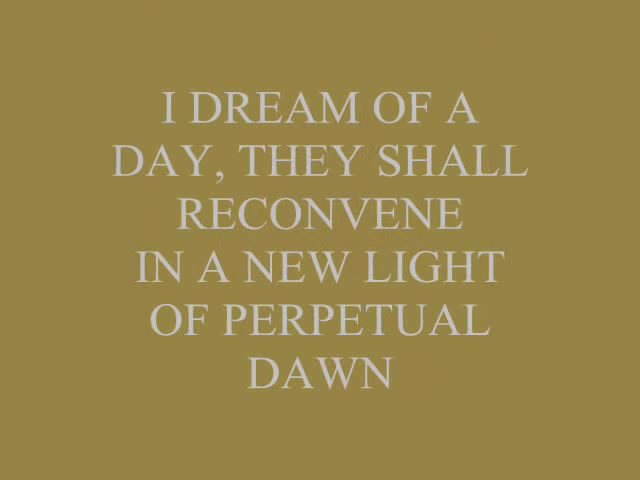 I DREAM OF A
DAY, THEY SHALL
RECONVENE
IN A NEW LIGHT
OF PERPETUAL
DAWN